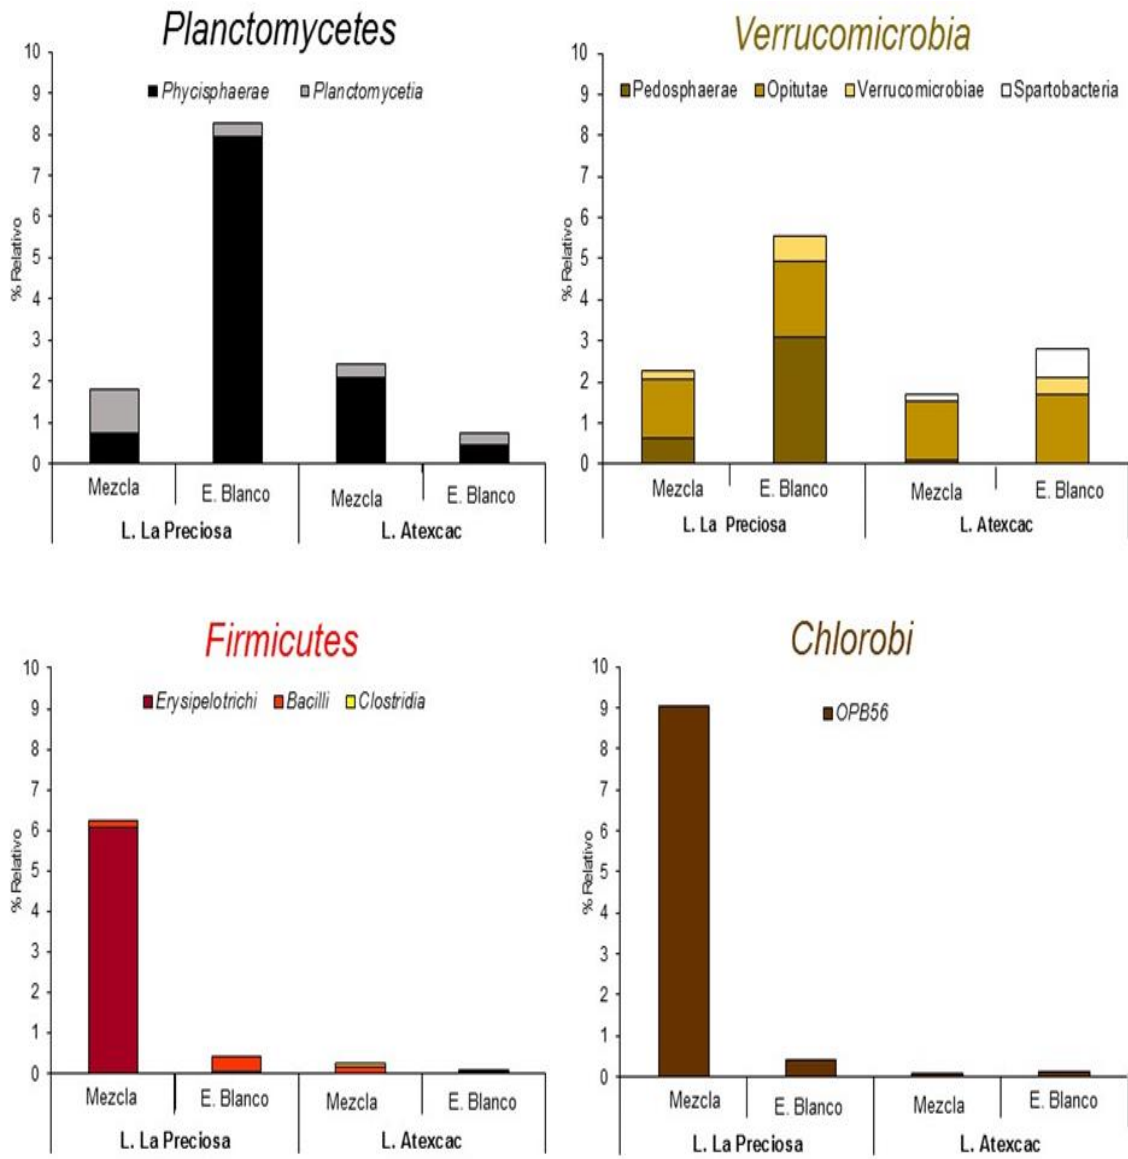 Planctomycetes
% Relativo
10
9
8
7
6
5
4
3
2
1
0
Phycisphaerae Planctomycetia
Mezcla E. Blanco Mezcla E. Blanco
L. La Preciosa L. Atexcac
Verrucomicrobia
% Relativo
10
9
8
7
6
5
4
3
2
1
0
Pedosphaerae Opitutae Verrucomicrobiae Spartobacteria
Mezcla E. Blanco Mezcla E. Blanco
L. La Preciosa L. Atexcac
Firmicutes
% Relativo
10
9
8
7
6
5
4
3
2
1
0
Erysipelotrichi Bacilli Clostridia
Mezcla E. Blanco Mezcla E. Blanco
L. La Preciosa L. Atexcac
Chlorobi
% Relativo
10
9
8
7
6
5
4
3
2
1
0
OPB56
Mezcla E. Blanco Mezcla E. Blanco
L. La Preciosa L. Atexcac